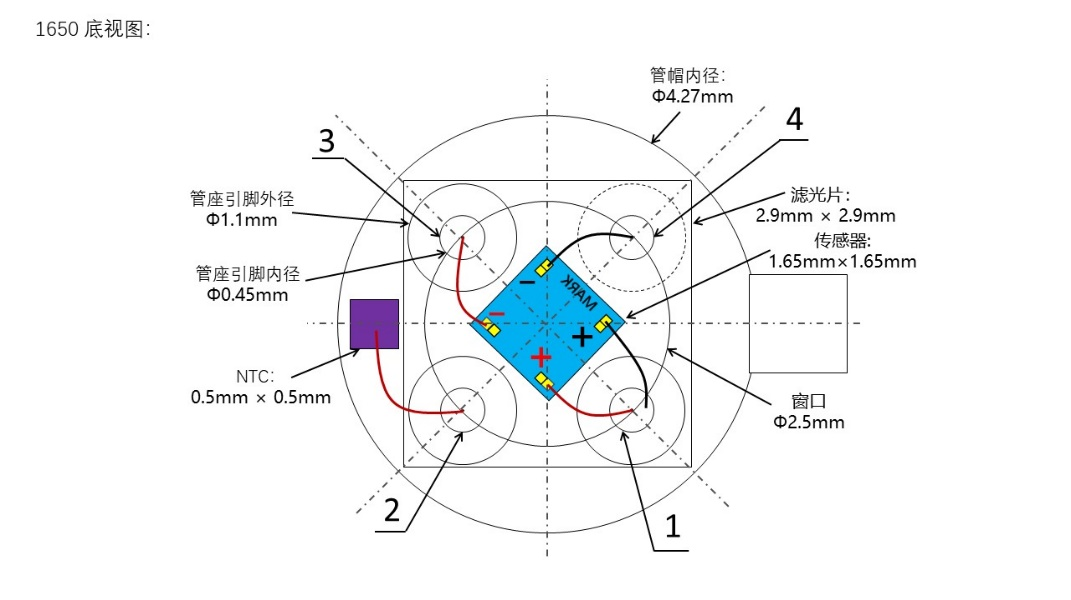 1650 底视图：
管帽内径：
Φ4.27mm
3
4
管座引脚外径
Φ1.1mm
滤光片：
2.9mm × 2.9mm
传感器:
1.65mm×1.65mm
管座引脚内径
Φ0.45mm
−
MARK
−
+
+
NTC：
0.5mm × 0.5mm
窗口
Φ2.5mm
2
1